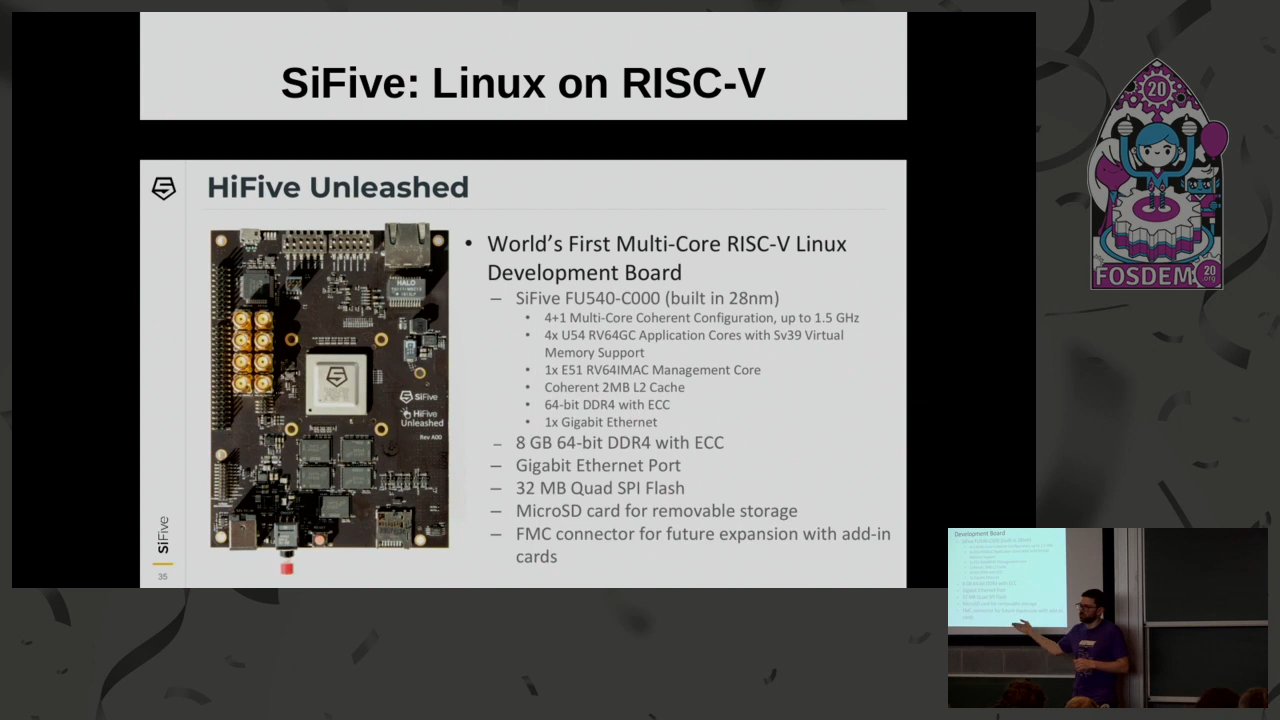 SiFive: Linux on RISC-V
HiFive Unleashed
• World's First Multi-Core RISC-V Linux
Development Board
– SiFive FU540-C000 (built in 28nm)
• 4+1 Multi-Core Coherent Configuration, up to 1.5 GHz
• 4x U54 RV64GC Application Cores with Sv39 Virtual
Memory Support
• 1x E51 RV64IMAC Management Core
• Coherent 2MB L2 Cache
• 64-bit DDR4 with ECC
• 1x Gigabit Ethernet
– 8 GB 64-bit DDR4 with ECC
– Gigabit Ethernet Port
– 32 MB Quad SPI Flash
– MicroSD card for removable storage
– FMC connector for future expansion with add-in
cards
HALO
SiFive
HiFive
Unleashed
Rev A00
SiFive
35
20
FOSDEM
20
.org
Development Board